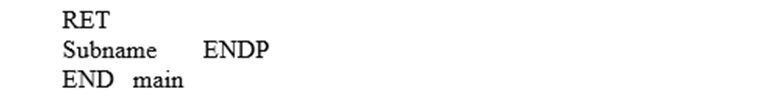 RET
Subname ENDP
END main